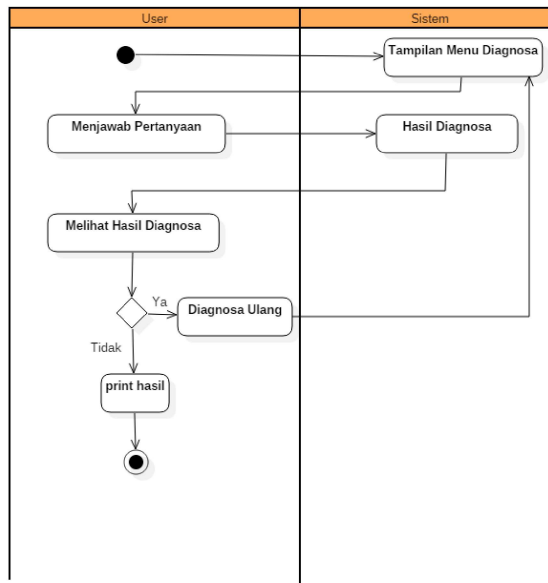 User
Sistem
Tampilan Menu Diagnosa
Menjawab Pertanyaan
Hasil Diagnosa
Melihat Hasil Diagnosa
Ya
Diagnosa Ulang
Tidak
print hasil